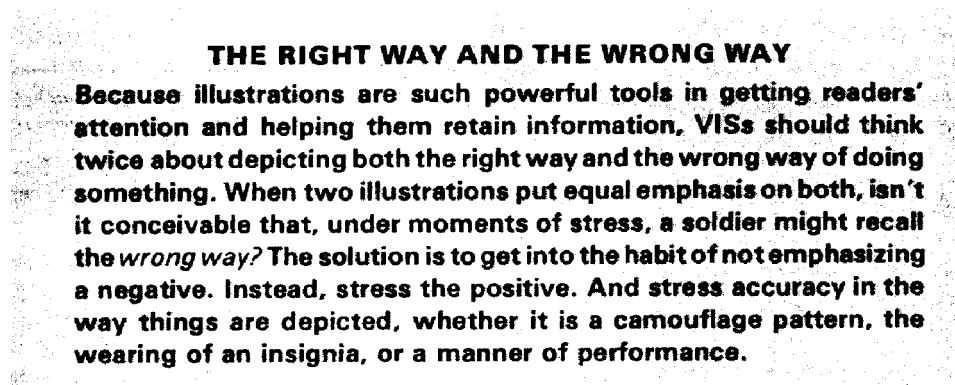 THE RIGHT WAY AND THE WRONG WAY
Because illustrations are such powerful tools in getting readers'
attention and helping them retain information, VISs should think
twice about depicting both the right way and the wrong way of doing
something. When two illustrations put equal emphasis on both, isn't
it conceivable that, under moments of stress, a soldier might recall
the wrong way? The solution is to get into the habit of not emphasizing
a negative. Instead, stress the positive. And stress accuracy in the
way things are depicted, whether it is a camouflage pattern, the
wearing of an insignia, or a manner of performance.